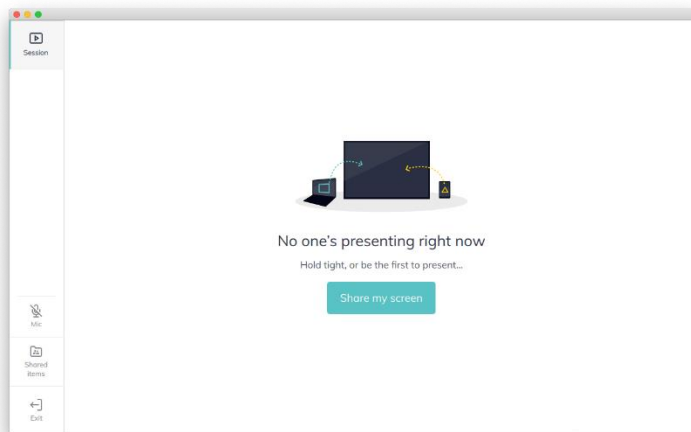 Session
No one's presenting right now
Hold tight, or be the first to present...
Share my screen
Mic
Shared
items
Exit